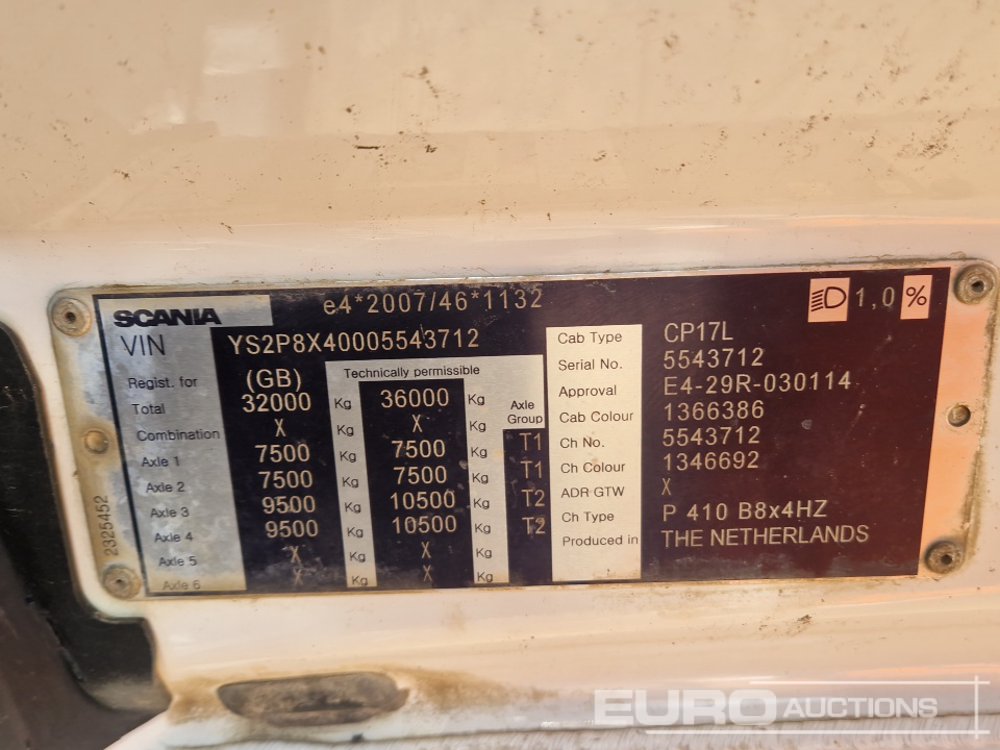 SCANIA e4*2007/46*1132 1,0 %
VIN YS2P8X40005543712
Regist. for (GB) Technically permissible
Total 32000 Kg 36000 Kg Axle Group
Combination X Kg X Kg
Axle 1 7500 Kg 7500 Kg T1
Axle 2 7500 Kg 7500 Kg T1
Axle 3 9500 Kg 10500 Kg T2
Axle 4 9500 Kg 10500 Kg T2
Axle 5 X Kg X Kg
Axle 6 X Kg X Kg
2325452
Cab Type CP17L
Serial No. 5543712
Approval E4-29R-030114
Cab Colour 1366386
Ch No. 5543712
Ch Colour 1346692
ADR GTW X
Ch Type P 410 B8x4HZ
Produced in THE NETHERLANDS
EURO AUCTIONS